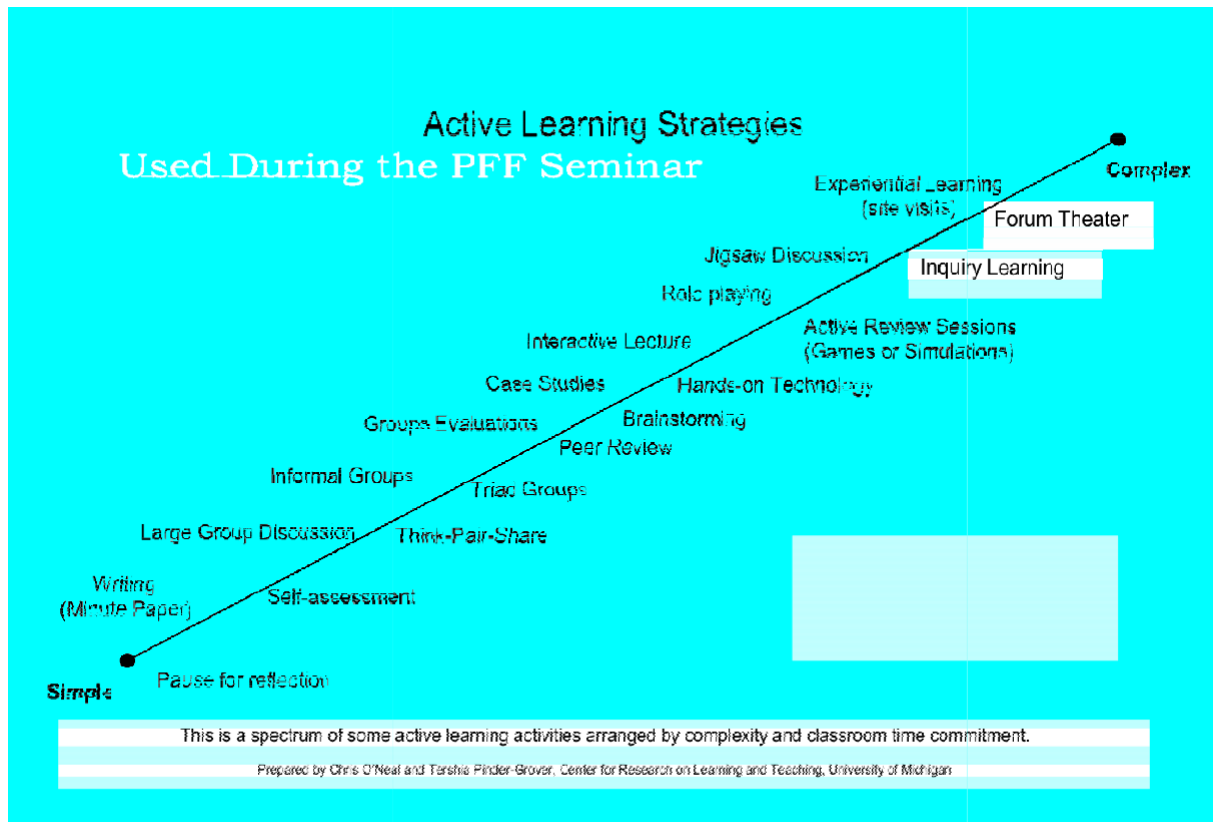 Active Learning Strategies
Used During the PFF Seminar
Complex
Experiential Learning
(site visits)
Forum Theater
Jigsaw Discussion
Inquiry Learning
Role playing
Active Review Sessions
(Games or Simulations)
Interactive Lecture
Case Studies
Hands-on Technology
Groups Evaluations
Brainstorming
Peer Review
Informal Groups
Triad Groups
Large Group Discussion
Think-Pair-Share
Writing
(Minute Paper)
Self-assessment
Pause for reflection
Simple
This is a spectrum of some active learning activities arranged by complexity and classroom time commitment.
Prepared by Chris O'Neal and Tershia Pinder-Grover, Center for Research on Learning and Teaching, University of Michigan